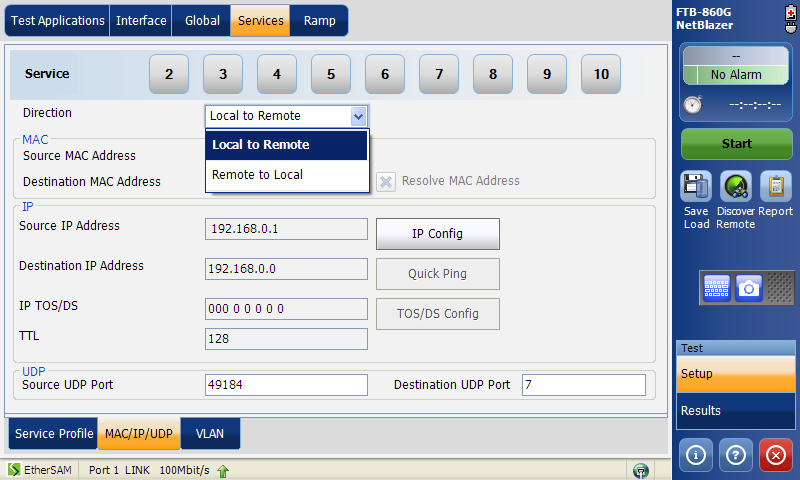 Test Applications Interface Global Services Ramp
FTB-860G
NetBlazer
--
No Alarm
--:--:--:--
Start
Save
Load
Discover
Remote
Report
Service 2 3 4 5 6 7 8 9 10
Direction Local to Remote
Local to Remote
Remote to Local
MAC
Source MAC Address
Destination MAC Address Resolve MAC Address
IP
Source IP Address 192.168.0.1 IP Config
Destination IP Address 192.168.0.0 Quick Ping
IP TOS/DS 000 0 0 0 0 0 TOS/DS Config
TTL 128
UDP
Source UDP Port 49184 Destination UDP Port 7
Service Profile MAC/IP/UDP VLAN
Test
Setup
Results
EtherSAM Port 1 LINK 100Mbit/s